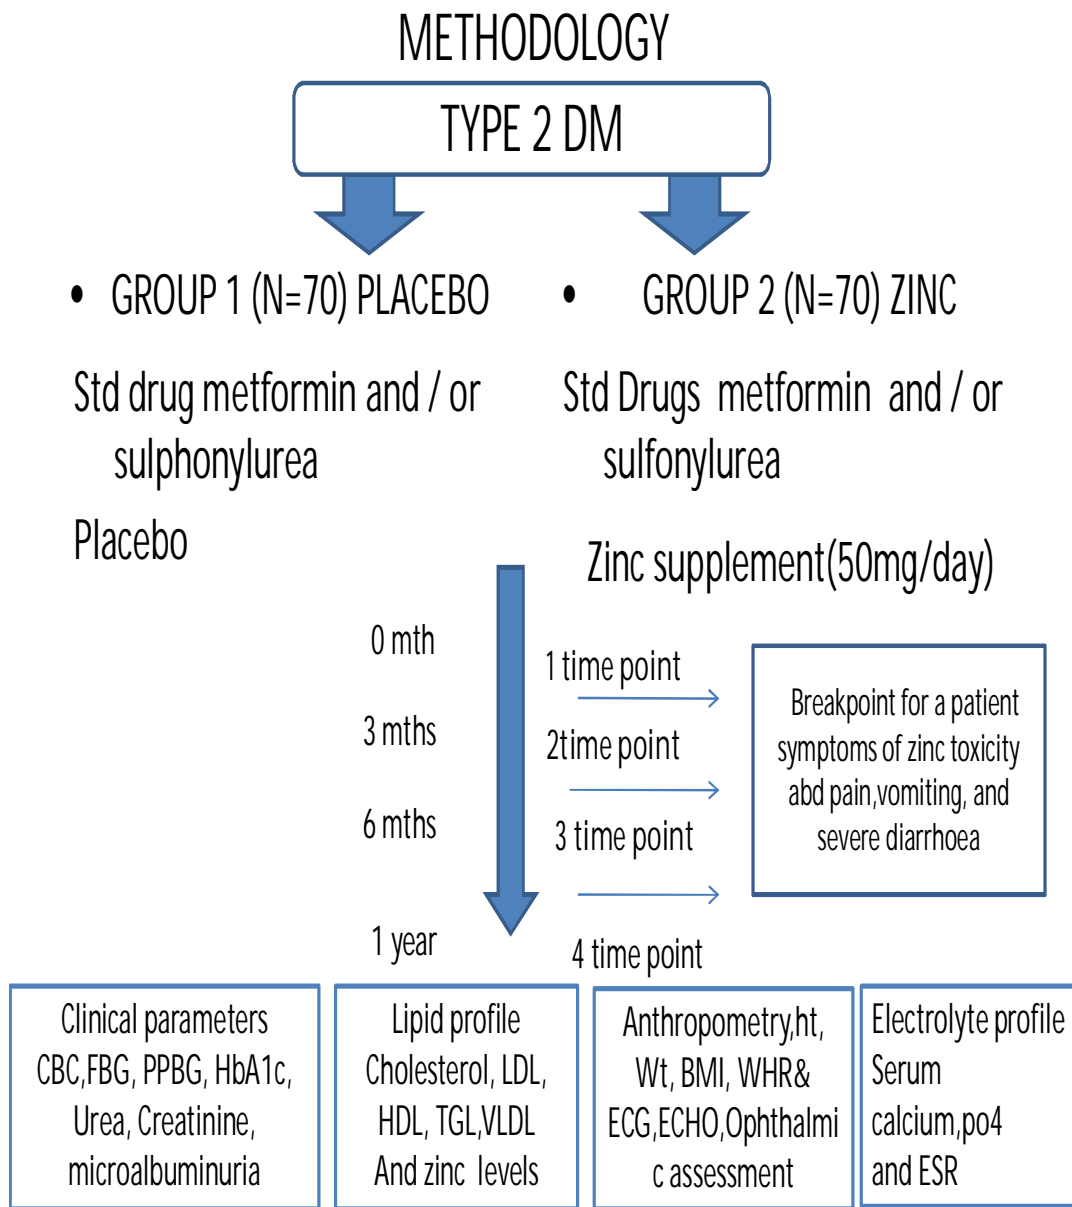 METHODOLOGY
TYPE 2 DM
• GROUP 1 (N=70) PLACEBO
Std drug metformin and / or
sulphonylurea
Placebo
• GROUP 2 (N=70) ZINC
Std Drugs metformin and / or
sulfonylurea
Zinc supplement(50mg/day)
0 mth
1 time point
3 mths
2time point
6 mths
3 time point
1 year
4 time point
Breakpoint for a patient
symptoms of zinc toxicity
abd pain,vomiting, and
severe diarrhoea
Clinical parameters
CBC,FBG, PPBG, HbA1c,
Urea, Creatinine,
microalbuminuria
Lipid profile
Cholesterol, LDL,
HDL, TGL,VLDL
And zinc levels
Anthropometry,ht,
Wt, BMI, WHR&
ECG,ECHO,Ophthalmi
c assessment
Electrolyte profile
Serum
calcium,po4
and ESR